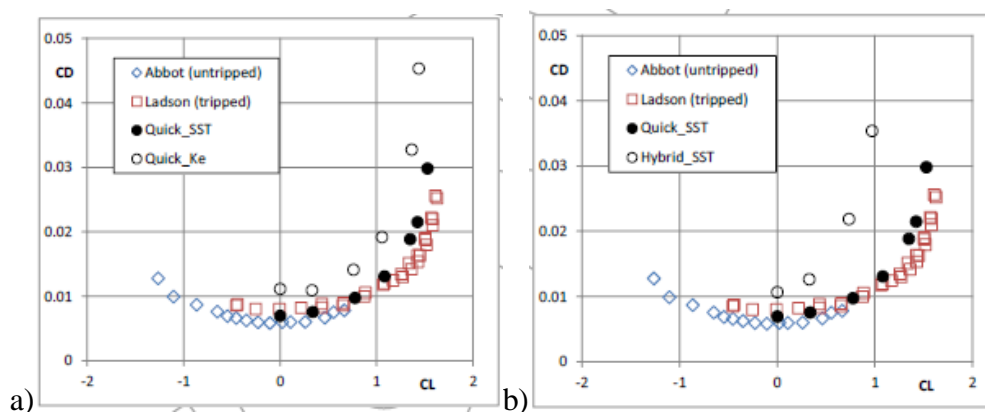 a)
0.05
CD
0.04
0.03
0.02
0.01
0
-2 -1 0 1 CL 2
Abbot (untripped)
Ladson (tripped)
Quick_SST
Quick_Ke
b)
0.05
CD
0.04
0.03
0.02
0.01
0
-2 -1 0 1 CL 2
Abbot (untripped)
Ladson (tripped)
Quick_SST
Hybrid_SST